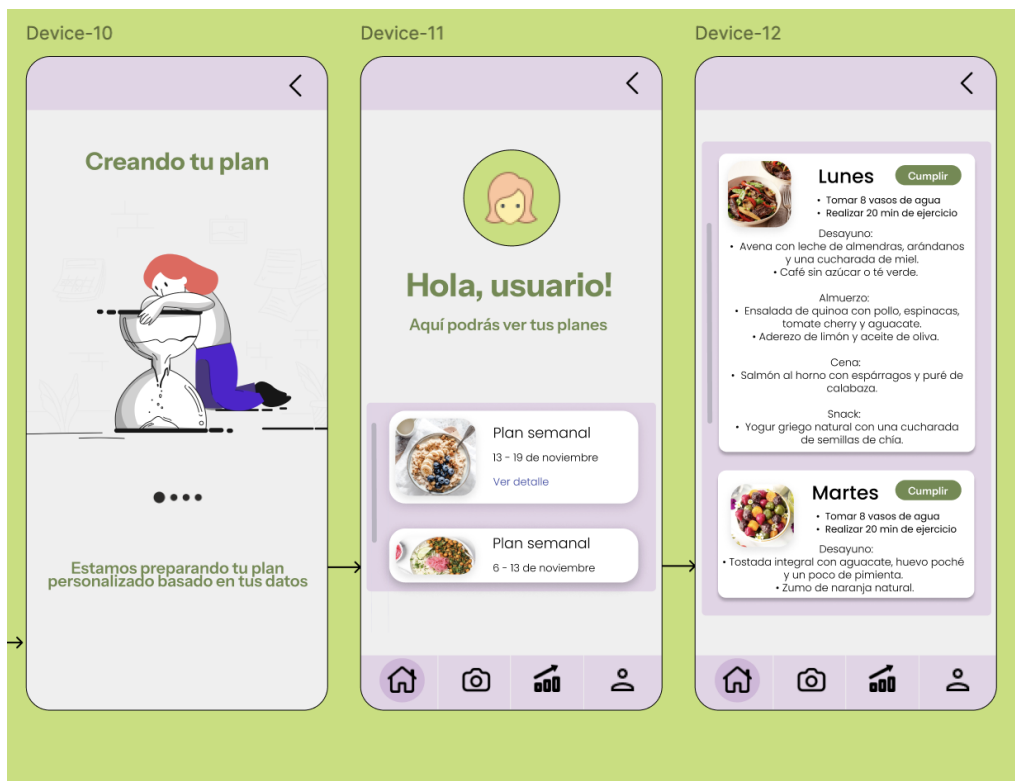 Device-10
Creando tu plan
Estamos preparando tu plan
personalizado basado en tus datos
Device-11
Hola, usuario!
Aquí podrás ver tus planes
Plan semanal
13 - 19 de noviembre
Ver detalle
Plan semanal
6 - 13 de noviembre
Device-12
Lunes
Cumplir
• Tomar 8 vasos de agua
• Realizar 20 min de ejercicio
Desayuno:
• Avena con leche de almendras, arándanos
y una cucharada de miel.
• Café sin azúcar o té verde.
Almuerzo:
• Ensalada de quinoa con pollo, espinacas,
tomate cherry y aguacate.
• Aderezo de limón y aceite de oliva.
Cena:
• Salmón al horno con espárragos y puré de
calabaza.
Snack:
• Yogur griego natural con una cucharada
de semillas de chía.
Martes
Cumplir
• Tomar 8 vasos de agua
• Realizar 20 min de ejercicio
Desayuno:
• Tostada integral con aguacate, huevo poché
y un poco de pimienta.
• Zumo de naranja natural.